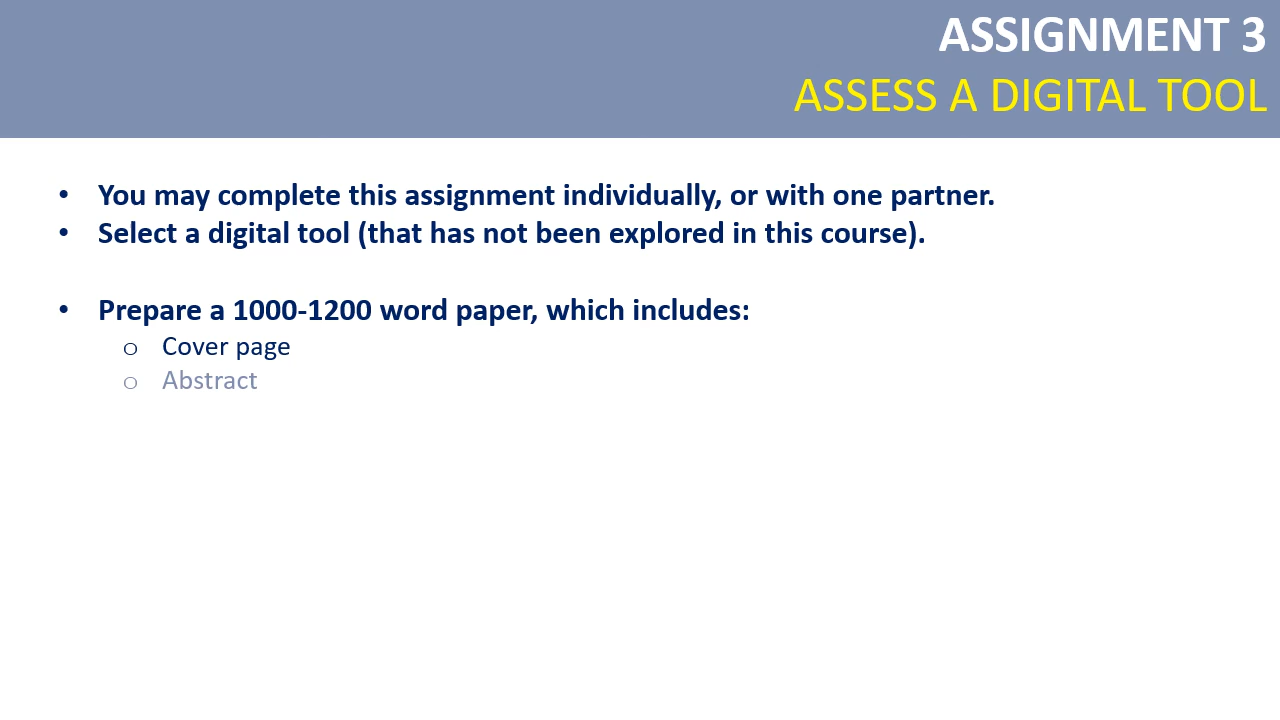 ASSIGNMENT 3
ASSESS A DIGITAL TOOL
• You may complete this assignment individually, or with one partner.
• Select a digital tool (that has not been explored in this course).
• Prepare a 1000-1200 word paper, which includes:
o Cover page
o Abstract